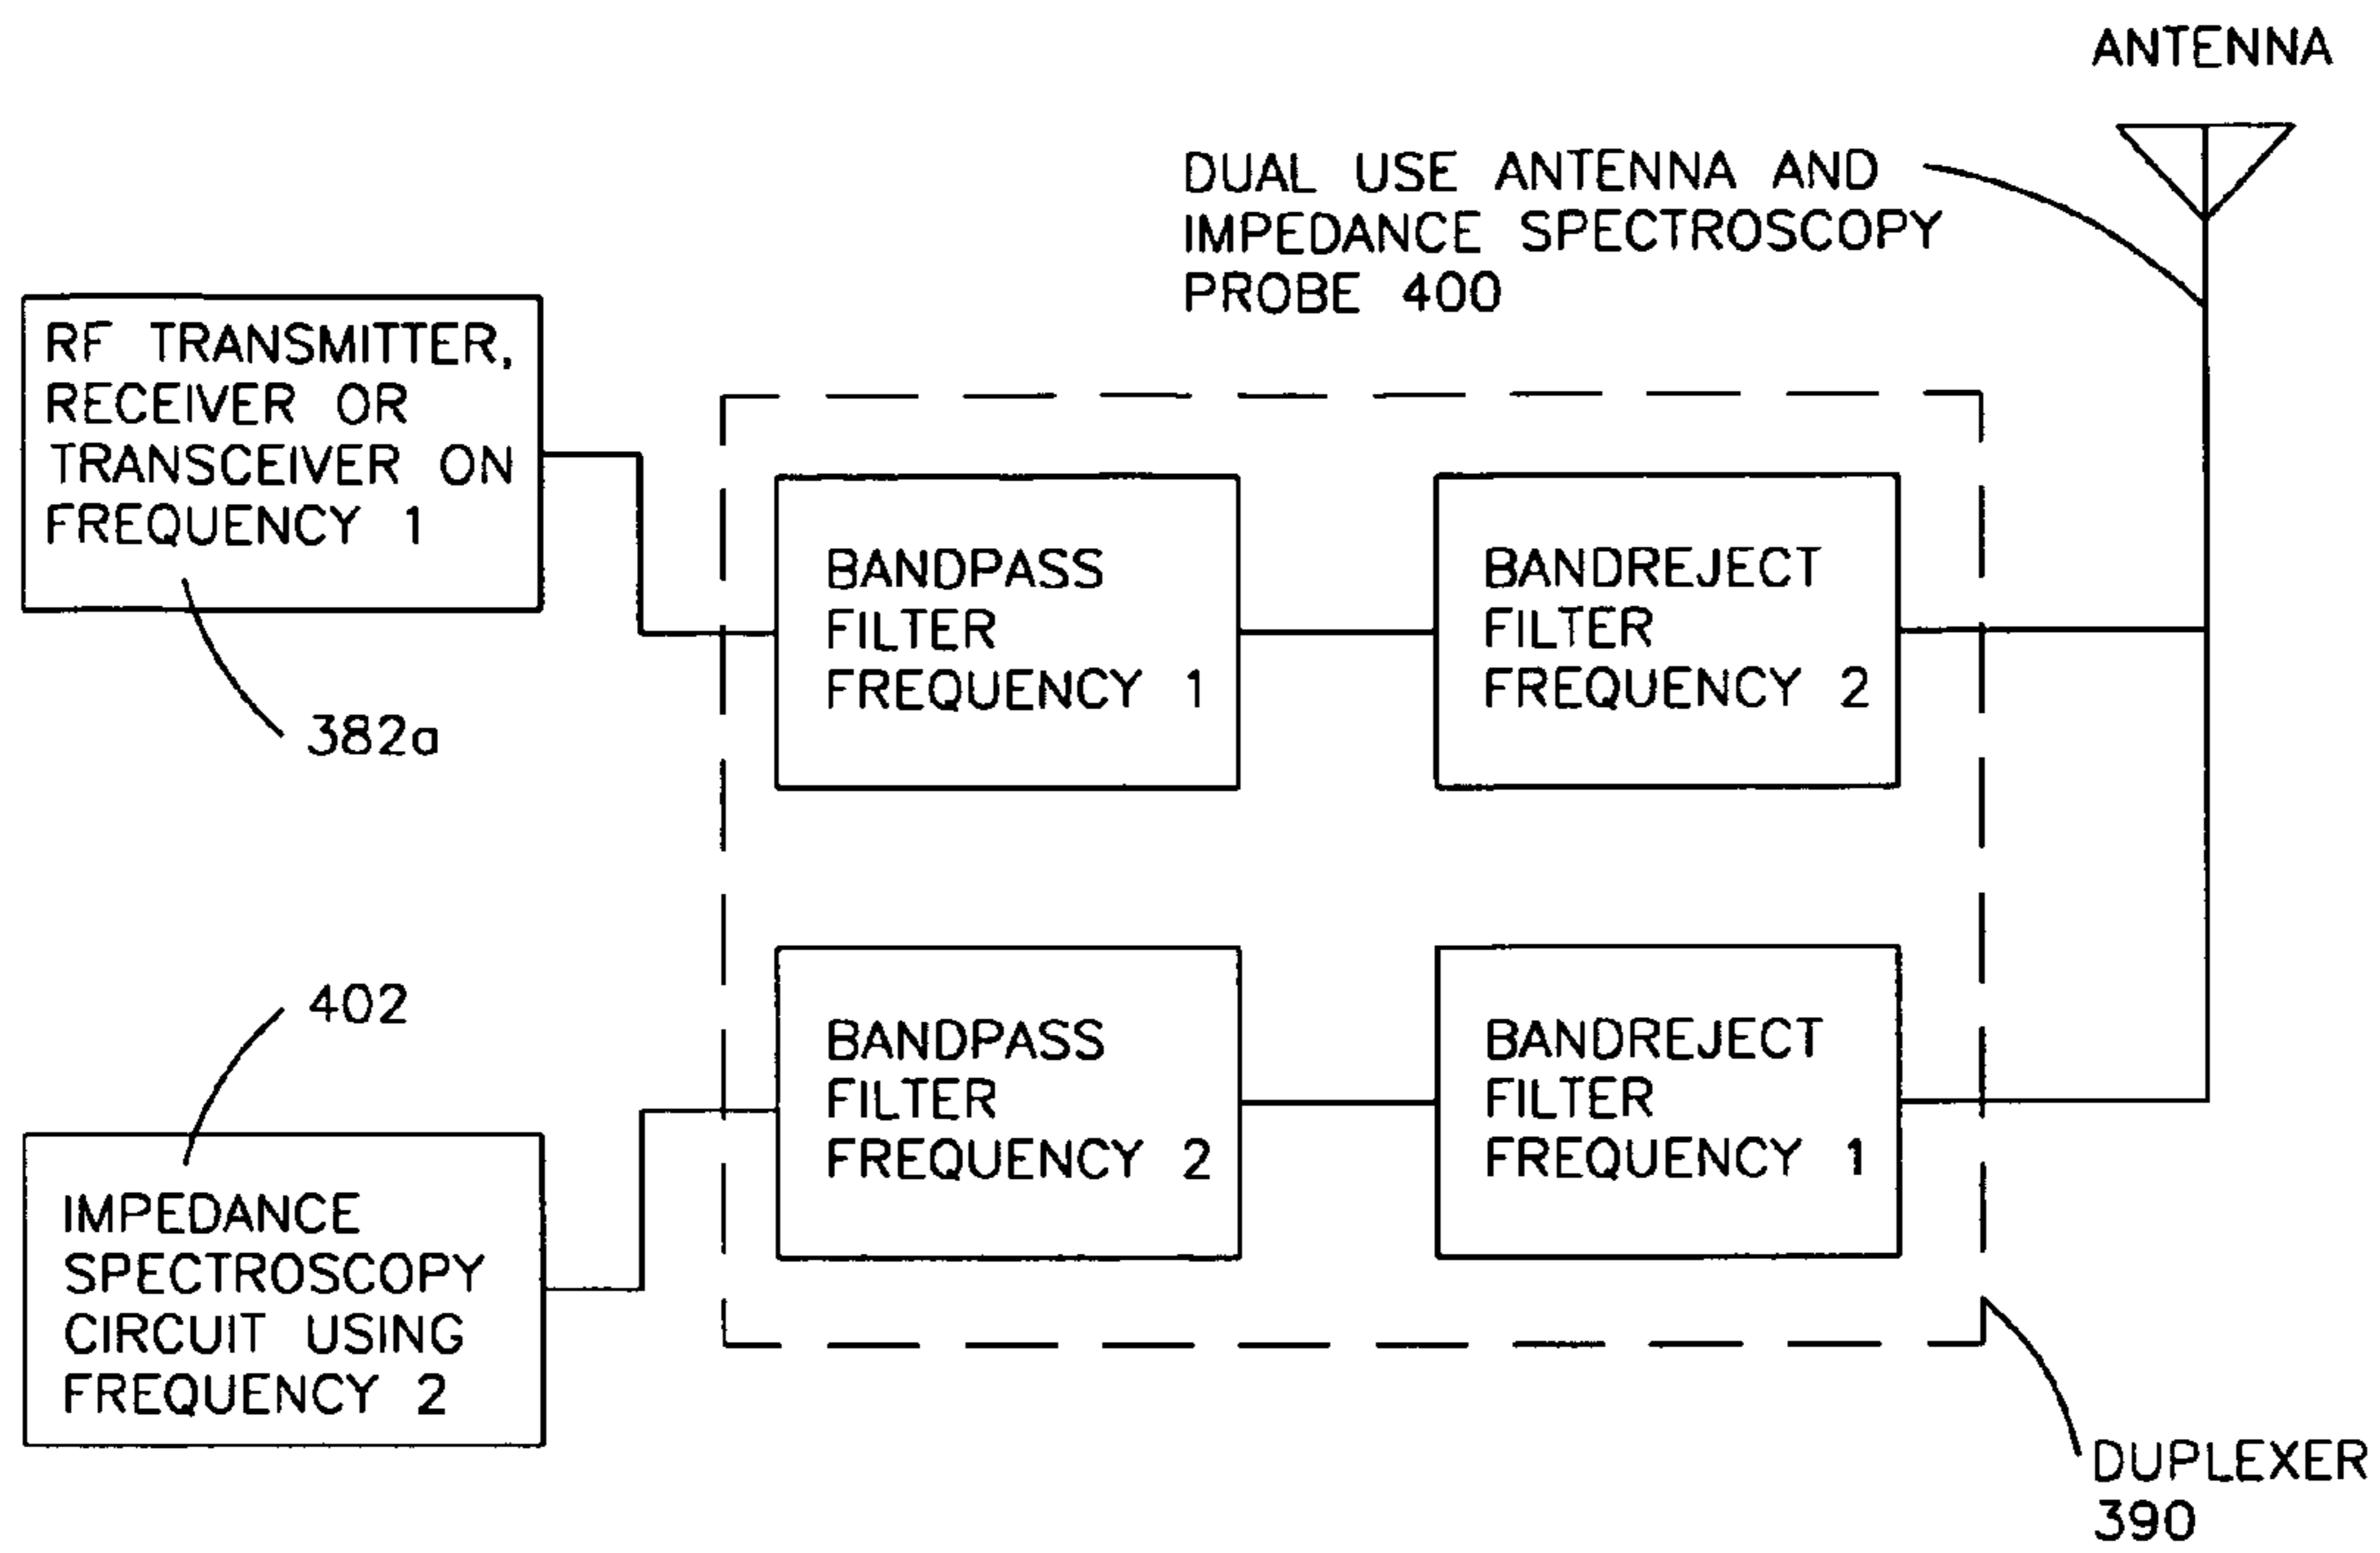 ANTENNA
DUAL USE ANTENNA AND
IMPEDANCE SPECTROSCOPY
PROBE 400
RF TRANSMITTER,
RECEIVER OR
TRANSCEIVER ON
FREQUENCY 1
382a
BANDPASS
FILTER
FREQUENCY 1
BANDREJECT
FILTER
FREQUENCY 2
402
IMPEDANCE
SPECTROSCOPY
CIRCUIT USING
FREQUENCY 2
BANDPASS
FILTER
FREQUENCY 2
BANDREJECT
FILTER
FREQUENCY 1
DUPLEXER
390